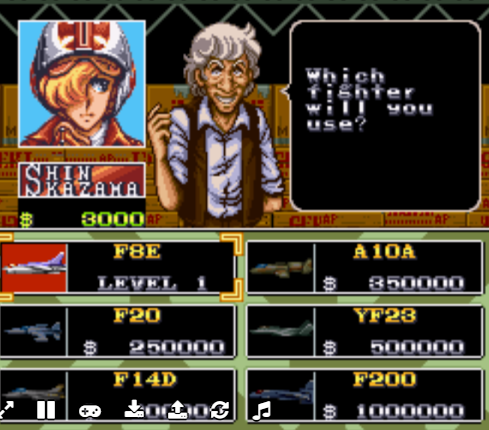 Which
fighter
will you
use?
SHIN
KAZAMA
$ 3000
F8E
LEVEL 1
A10A
$ 350000
F20
$ 250000
YF23
$ 500000
F14D
F200
$ 1000000